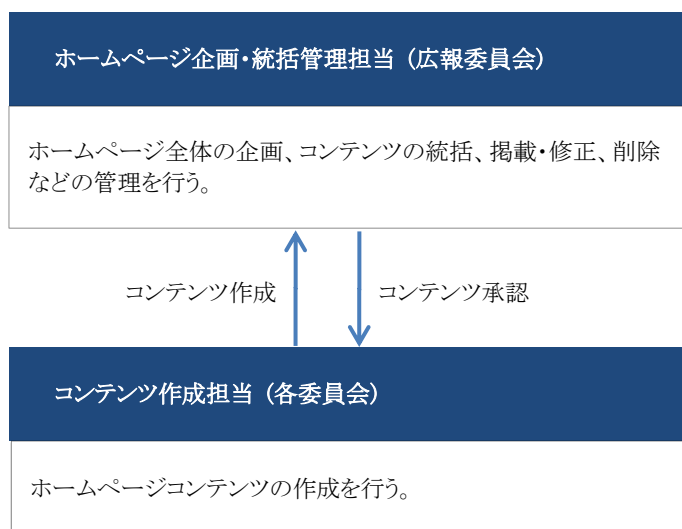 ホームページ企画・統括管理担当 (広報委員会)
ホームページ全体の企画、コンテンツの統括、掲載・修正、削除
などの管理を行う。
コンテンツ作成
コンテンツ承認
コンテンツ作成担当 (各委員会)
ホームページコンテンツの作成を行う。